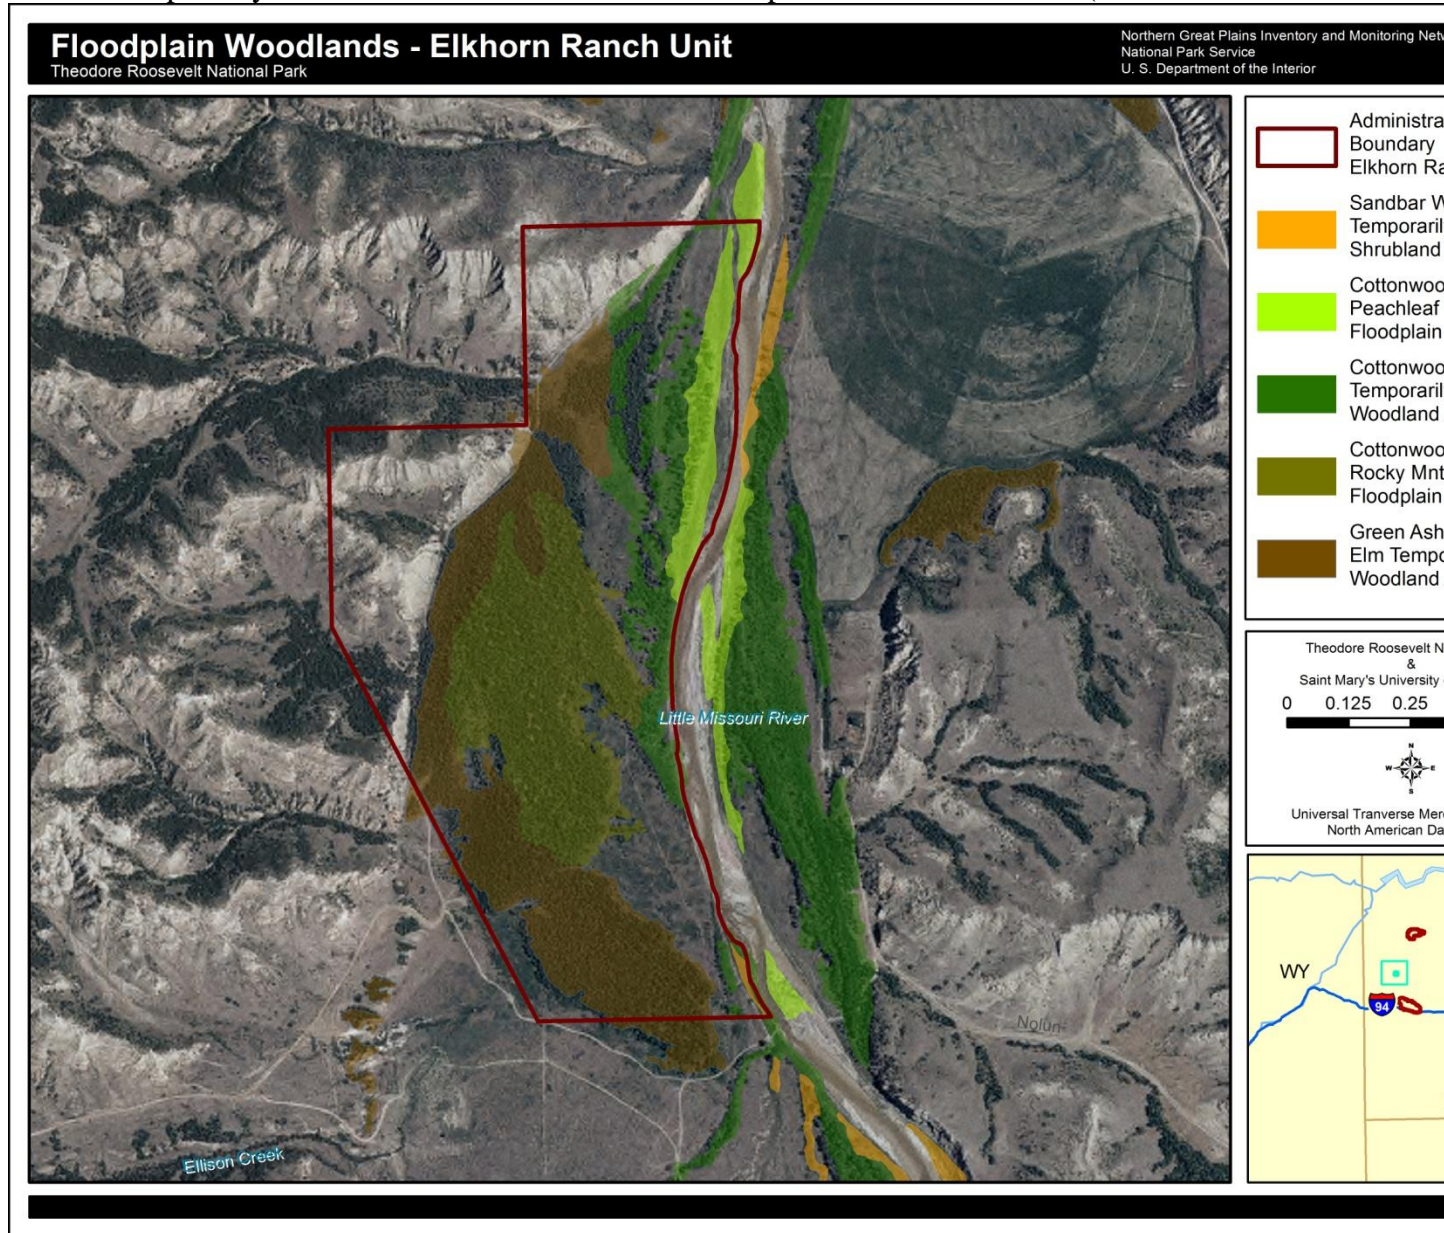 Floodplain Woodlands - Elkhorn Ranch Unit
Theodore Roosevelt National Park
Northern Great Plains Inventory and Monitoring Netw
National Park Service
U. S. Department of the Interior
Administra
Boundary
Elkhorn Ra
Sandbar W
Temporaril
Shrubland
Cottonwoo
Peachleaf
Floodplain
Cottonwoo
Temporaril
Woodland
Cottonwoo
Rocky Mnt
Floodplain
Green Ash
Elm Tempo
Woodland
Theodore Roosevelt N
&
Saint Mary's University
0 0.125 0.25
N
W E
S
Universal Tranverse Mer
North American Da
WY
94
Little Missouri River
Nolun
Ellison Creek